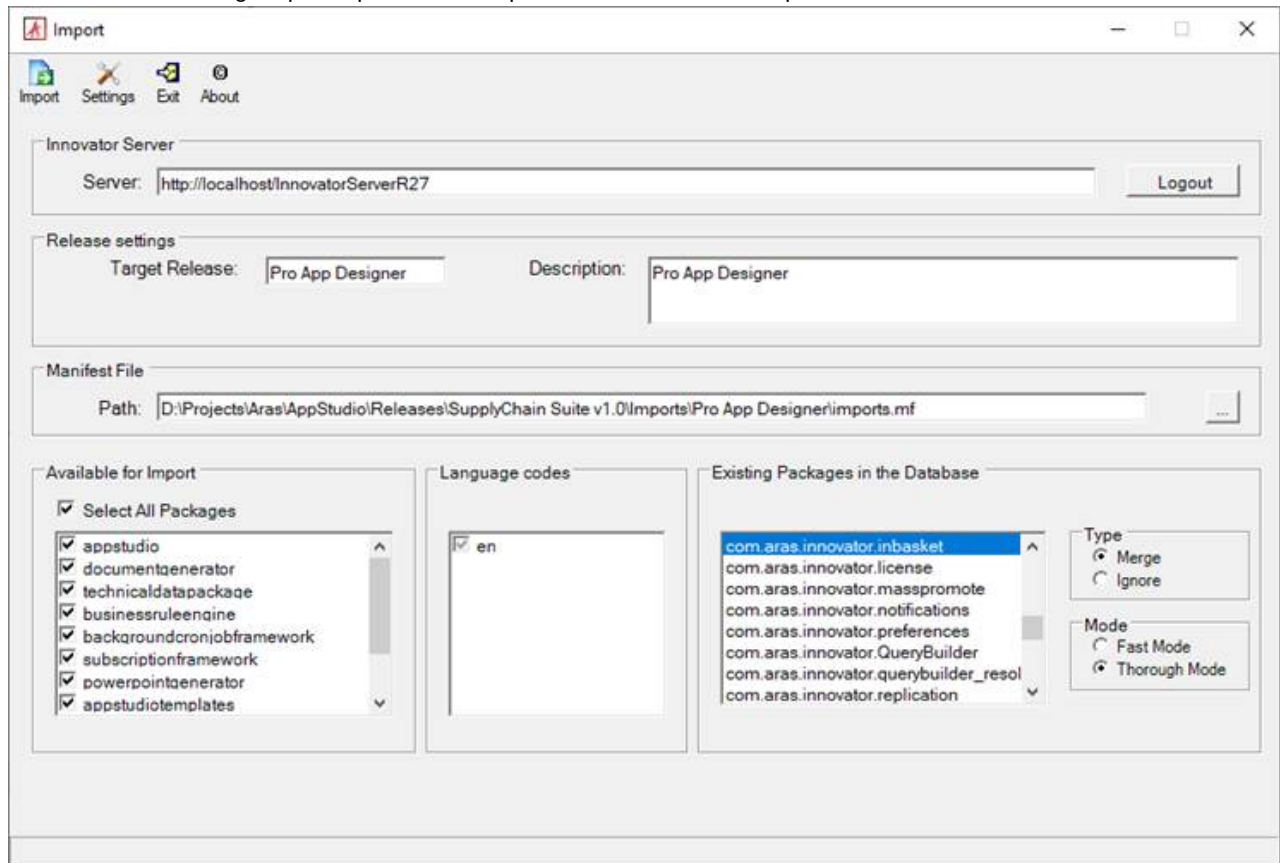 Import
Import Settings Exit About
Innovator Server
Server: http://localhost/InnovatorServerR27 Logout
Release settings
Target Release: Pro App Designer Description: Pro App Designer
Manifest File
Path: D:\Projects\Aras\AppStudio\Releases\SupplyChain Suite v1.0\Imports\Pro App Designer\imports.mf ...
Available for Import
Select All Packages
appstudio
documentgenerator
technicaldatapackage
businessruleengine
backgroundcronjobframework
subscriptionframework
powerpointgenerator
appstudiotemplates
Language codes
en
Existing Packages in the Database
com.aras.innovator.inbasket
com.aras.innovator.license
com.aras.innovator.masspromote
com.aras.innovator.notifications
com.aras.innovator.preferences
com.aras.innovator.QueryBuilder
com.aras.innovator.querybuilder_resol
com.aras.innovator.replication
Type
Merge
Ignore
Mode
Fast Mode
Thorough Mode